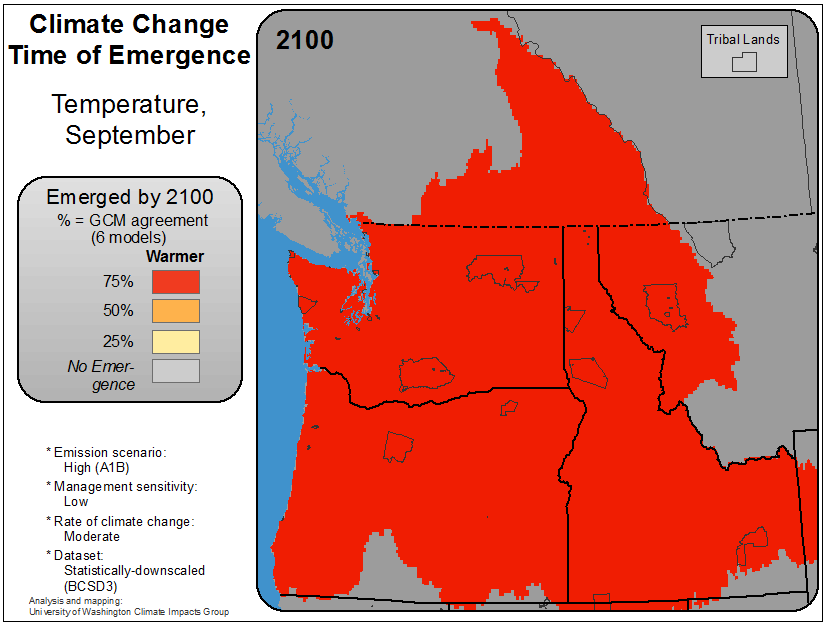 Climate Change
Time of Emergence
Temperature,
September
Emerged by 2100
% = GCM agreement
(6 models)
Warmer
75%
50%
25%
No Emer-
gence
* Emission scenario:
High (A1B)
* Management sensitivity:
Low
* Rate of climate change:
Moderate
* Dataset:
Statistically-downscaled
(BCSD3)
Analysis and mapping:
University of Washington Climate Impacts Group
2100
Tribal Lands